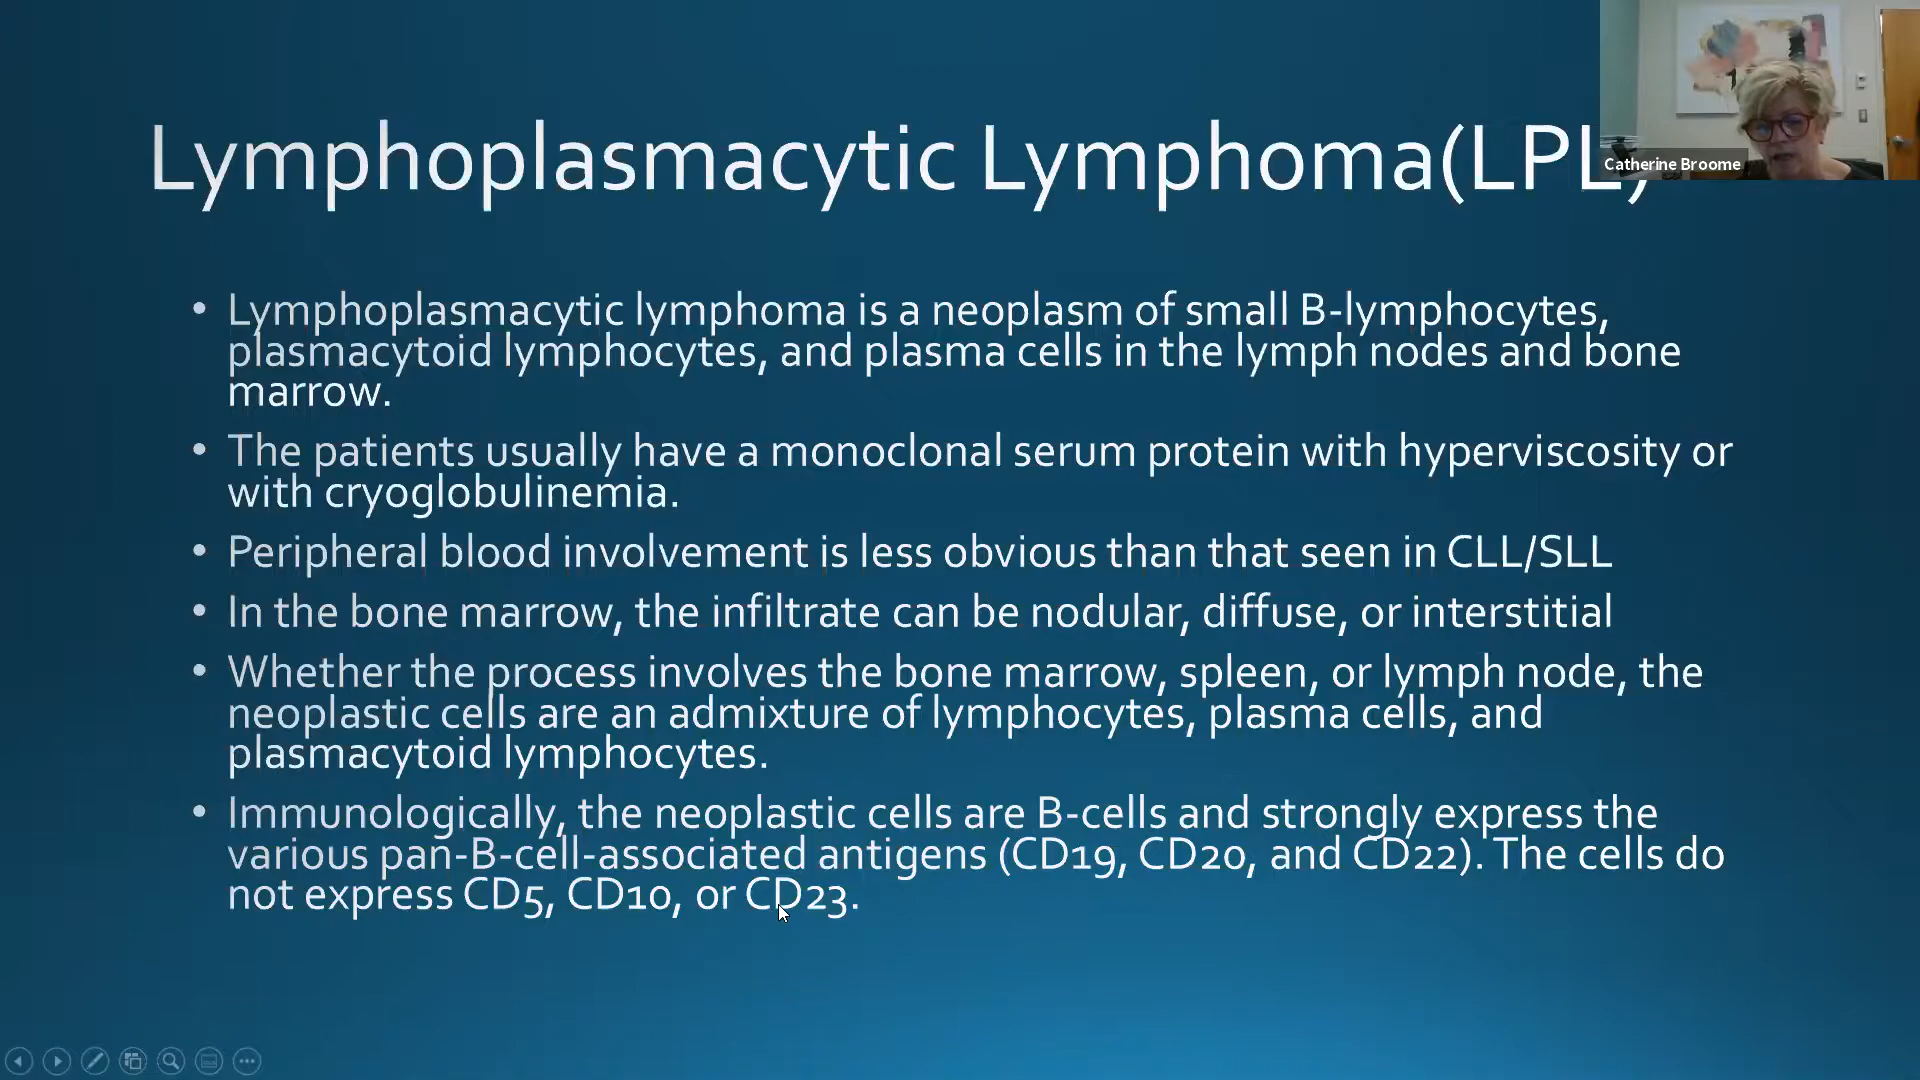 Lymphoplasmacytic Lymphoma(LPL)
Catherine Broome
• Lymphoplasmacytic lymphoma is a neoplasm of small B-lymphocytes,
plasmacytoid lymphocytes, and plasma cells in the lymph nodes and bone
marrow.
• The patients usually have a monoclonal serum protein with hyperviscosity or
with cryoglobulinemia.
• Peripheral blood involvement is less obvious than that seen in CLL/SLL
• In the bone marrow, the infiltrate can be nodular, diffuse, or interstitial
• Whether the process involves the bone marrow, spleen, or lymph node, the
neoplastic cells are an admixture of lymphocytes, plasma cells, and
plasmacytoid lymphocytes.
• Immunologically, the neoplastic cells are B-cells and strongly express the
various pan-B-cell-associated antigens (CD19, CD20, and CD22). The cells do
not express CD5, CD10, or CD23.